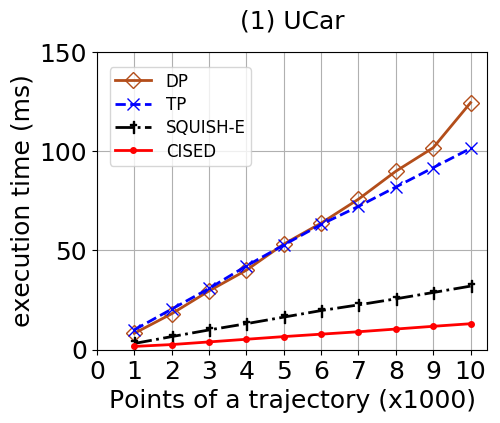 (1) UCar
execution time (ms)
150
100
50
0
DP
TP
SQUISH-E
CISED
0 1 2 3 4 5 6 7 8 9 10
Points of a trajectory (x1000)